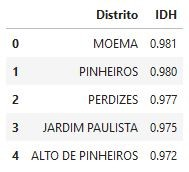 Distrito IDH
0 MOEMA 0.981
1 PINHEIROS 0.980
2 PERDIZES 0.977
3 JARDIM PAULISTA 0.975
4 ALTO DE PINHEIROS 0.972